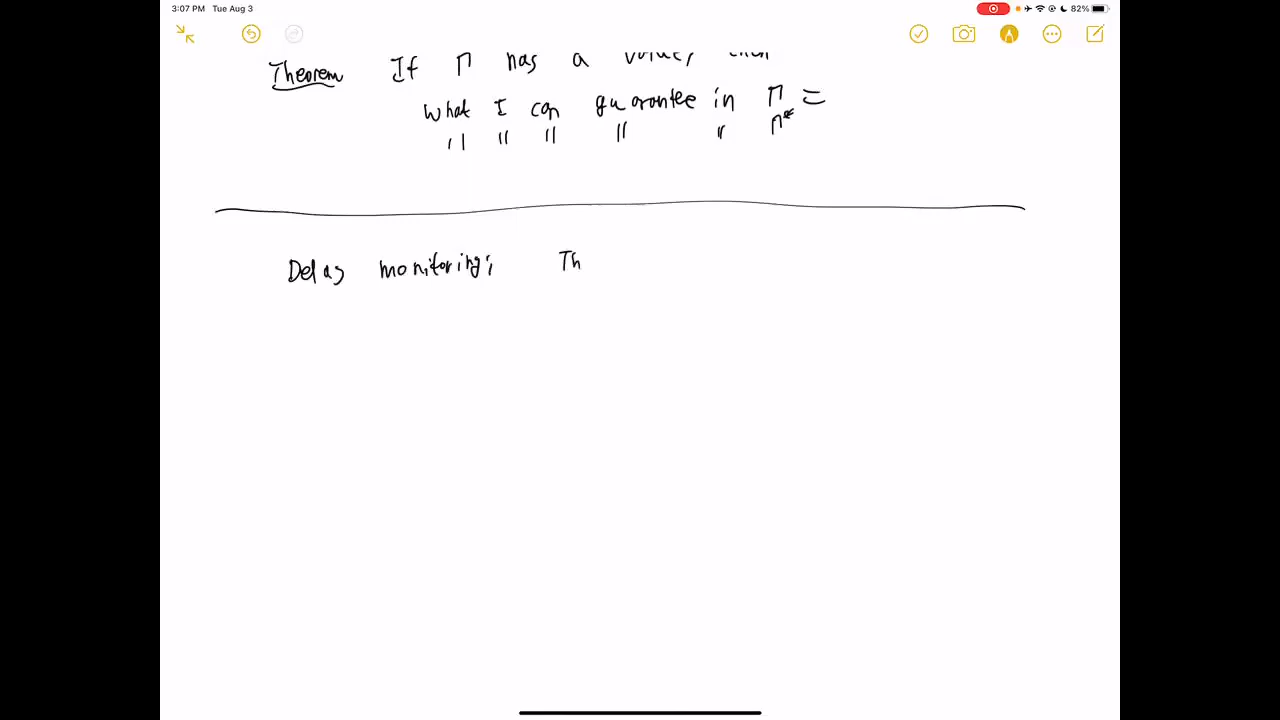 3:07 PM Tue Aug 3 82%
Theorem If Γ has a value, then
what I can guarantee in Γ =
" " " " " Γ*
Delay monitoring: Th